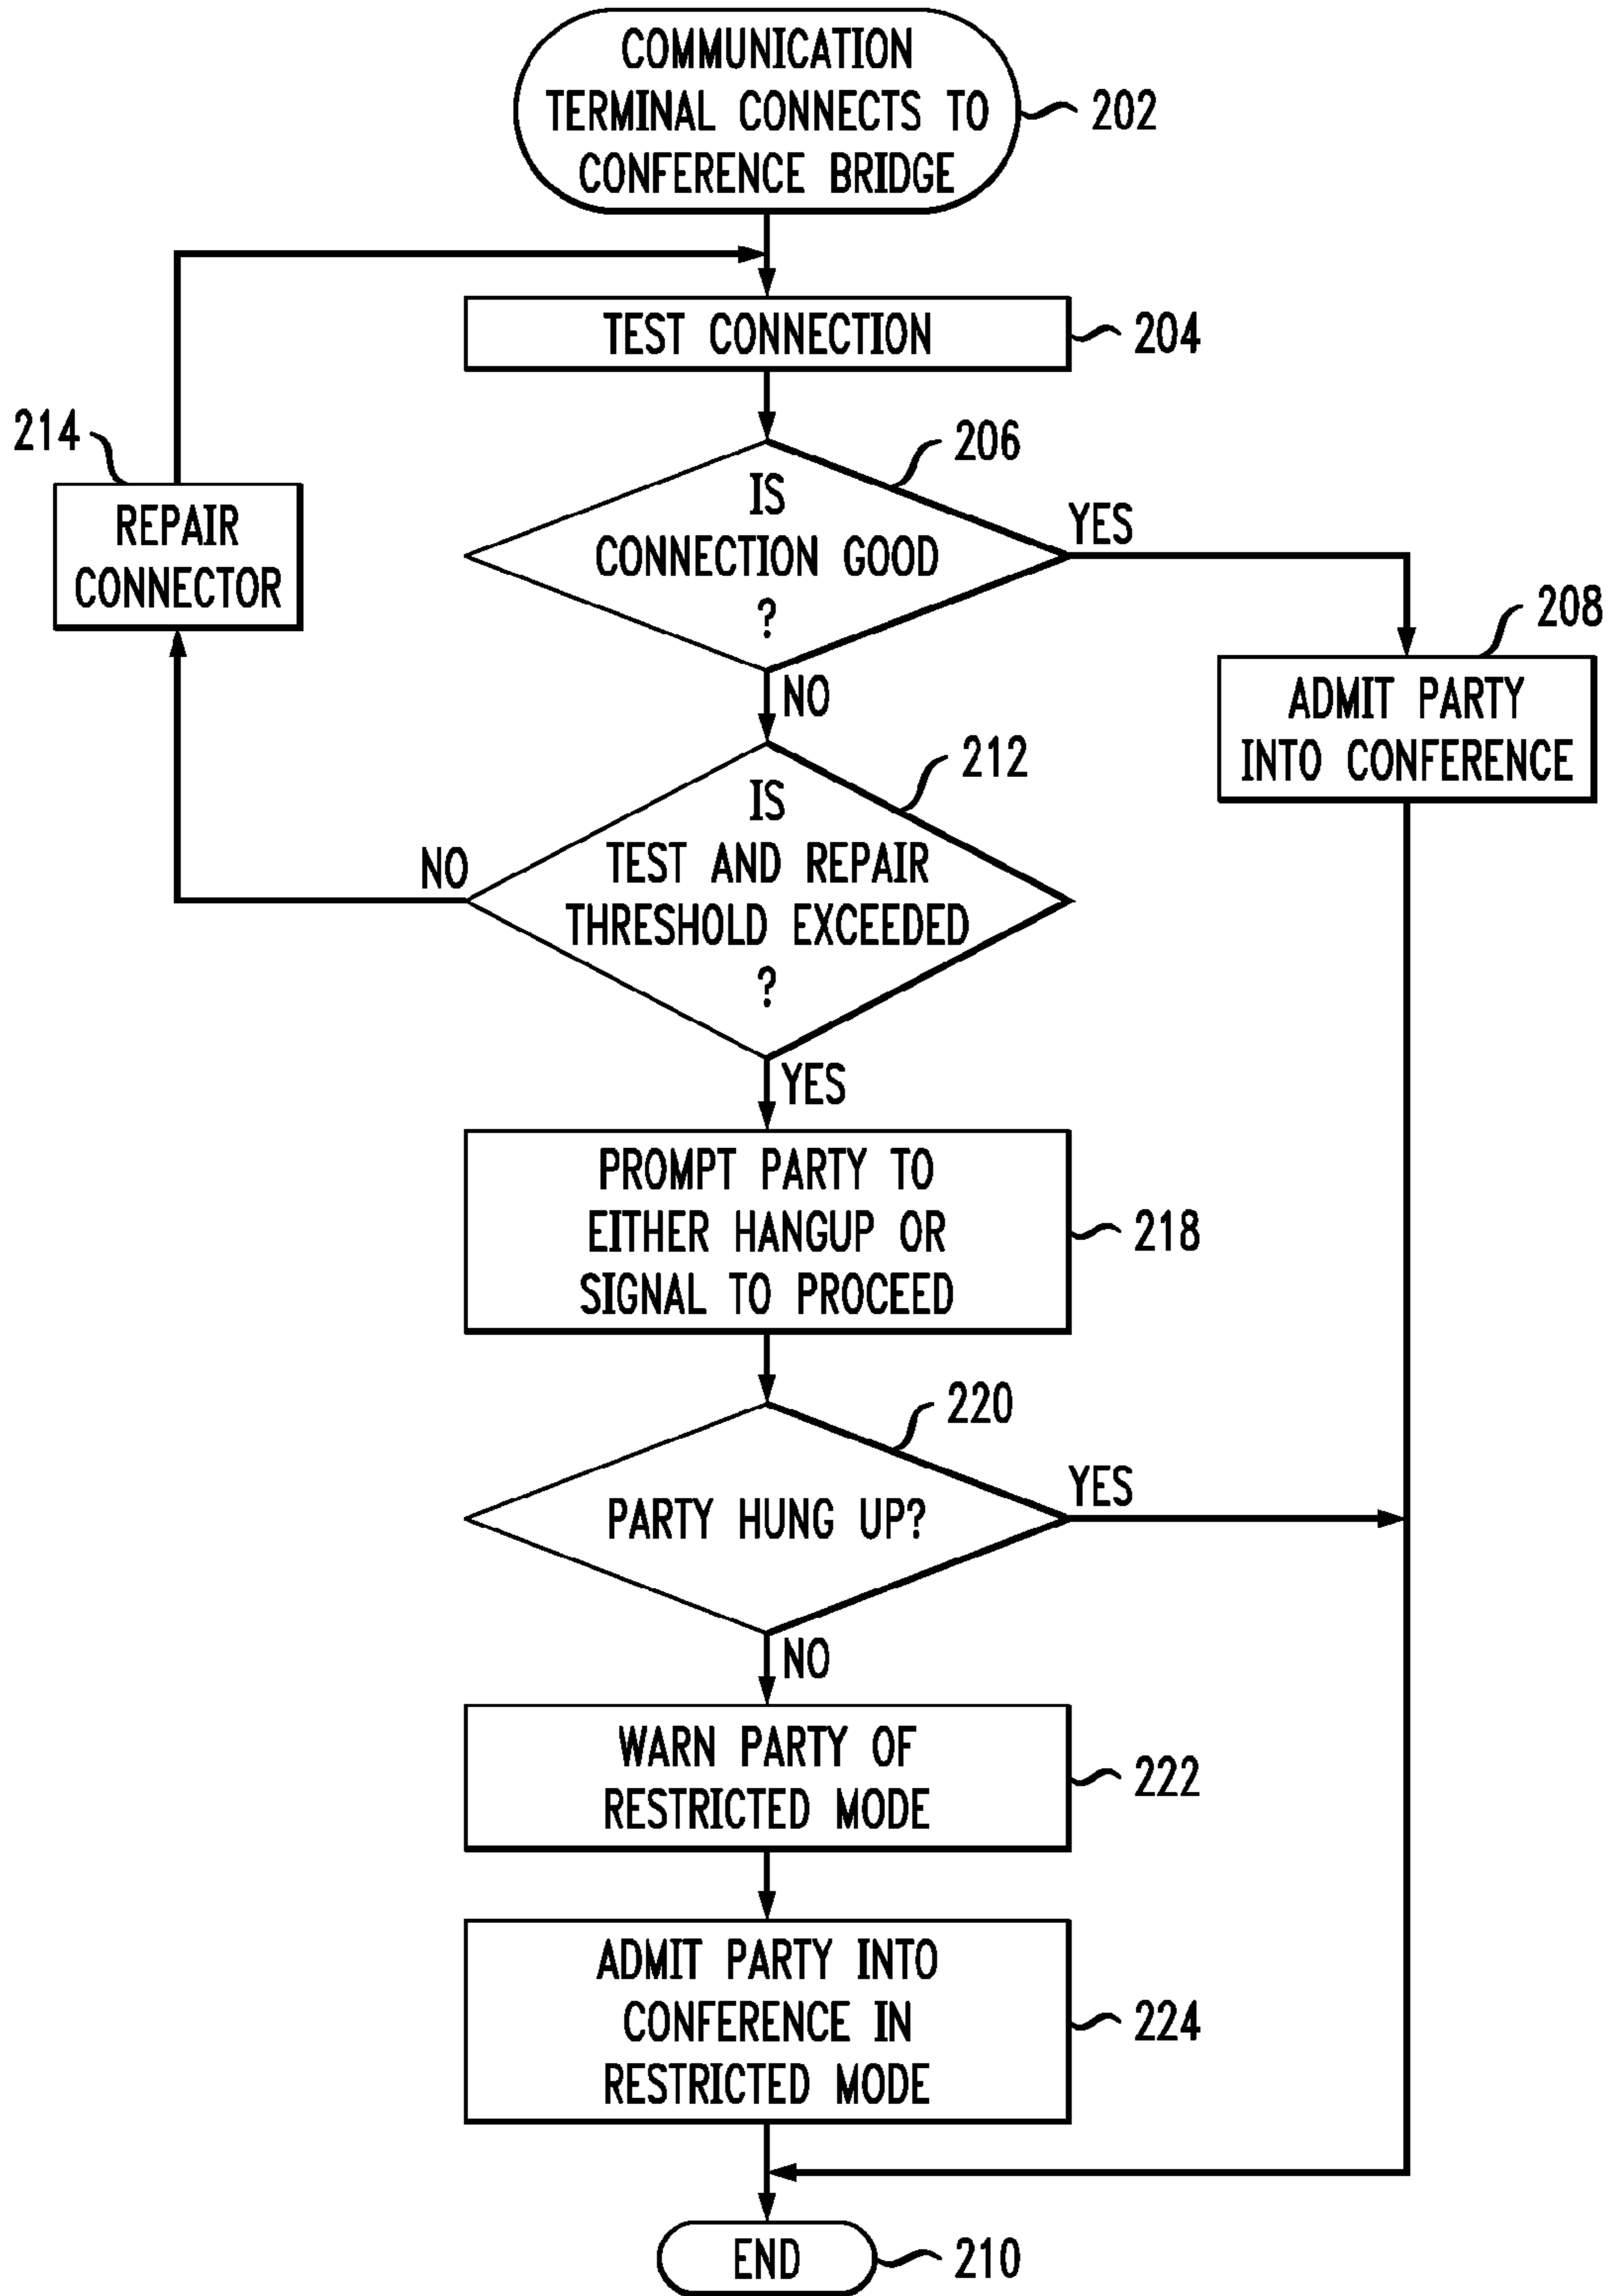 COMMUNICATION
TERMINAL CONNECTS TO
CONFERENCE BRIDGE
202
TEST CONNECTION
204
214
REPAIR
CONNECTOR
206
IS
CONNECTION GOOD
?
YES
NO
208
ADMIT PARTY
INTO CONFERENCE
212
IS
TEST AND REPAIR
THRESHOLD EXCEEDED
?
NO
YES
PROMPT PARTY TO
EITHER HANGUP OR
SIGNAL TO PROCEED
218
220
PARTY HUNG UP?
YES
NO
WARN PARTY OF
RESTRICTED MODE
222
ADMIT PARTY INTO
CONFERENCE IN
RESTRICTED MODE
224
END
210